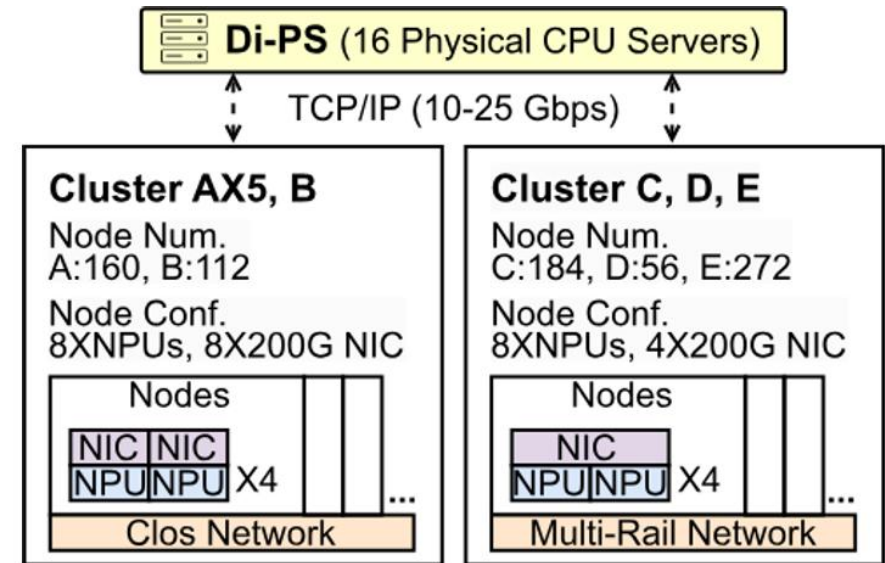 Di-PS (16 Physical CPU Servers)
TCP/IP (10-25 Gbps)
Cluster AX5, B
Node Num.
A:160, B:112
Node Conf.
8XNPUs, 8X200G NIC
Nodes
NIC NIC
NPU NPU X4
...
Clos Network
Cluster C, D, E
Node Num.
C:184, D:56, E:272
Node Conf.
8XNPUs, 4X200G NIC
Nodes
NIC
NPU NPU X4
...
Multi-Rail Network